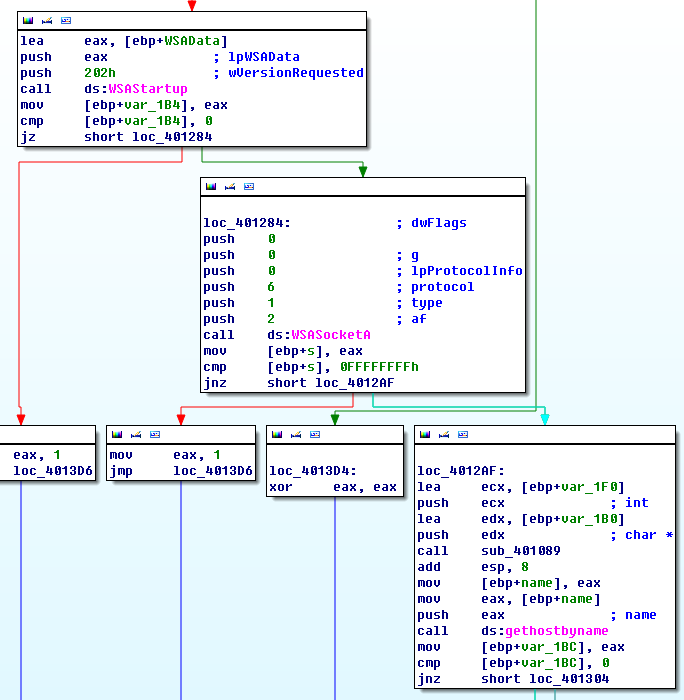 lea eax, [ebp+WSAData]
push eax ; lpWSAData
push 202h ; wVersionRequested
call ds:WSAStartup
mov [ebp+var_1B4], eax
cmp [ebp+var_1B4], 0
jz short loc_401284
loc_401284: ; dwFlags
push 0
push 0 ; g
push 0 ; lpProtocolInfo
push 6 ; protocol
push 1 ; type
push 2 ; af
call ds:WSASocketA
mov [ebp+s], eax
cmp [ebp+s], 0FFFFFFFFh
jnz short loc_4012AF
eax, 1
loc_4013D6
mov eax, 1
jmp loc_4013D6
loc_4013D4:
xor eax, eax
loc_4012AF:
lea ecx, [ebp+var_1F0]
push ecx ; int
lea edx, [ebp+var_1B0]
push edx ; char *
call sub_401089
add esp, 8
mov [ebp+name], eax
mov eax, [ebp+name]
push eax ; name
call ds:gethostbyname
mov [ebp+var_1BC], eax
cmp [ebp+var_1BC], 0
jnz short loc_401304